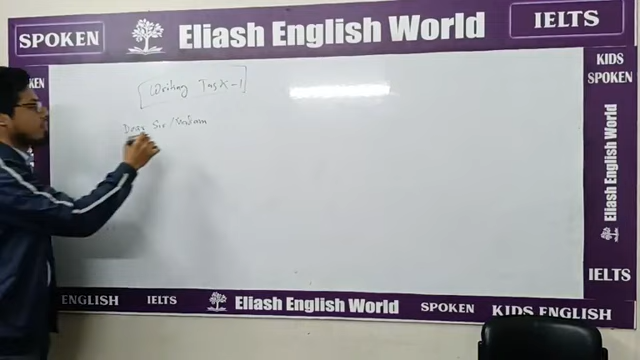 SPOKEN Eliash English World IELTS
KEN
KIDS
SPOKEN
Writing Task-1
Dear Sir/Madam
Eliash English World
IELTS
ENGLISH IELTS Eliash English World SPOKEN KIDS ENGLISH